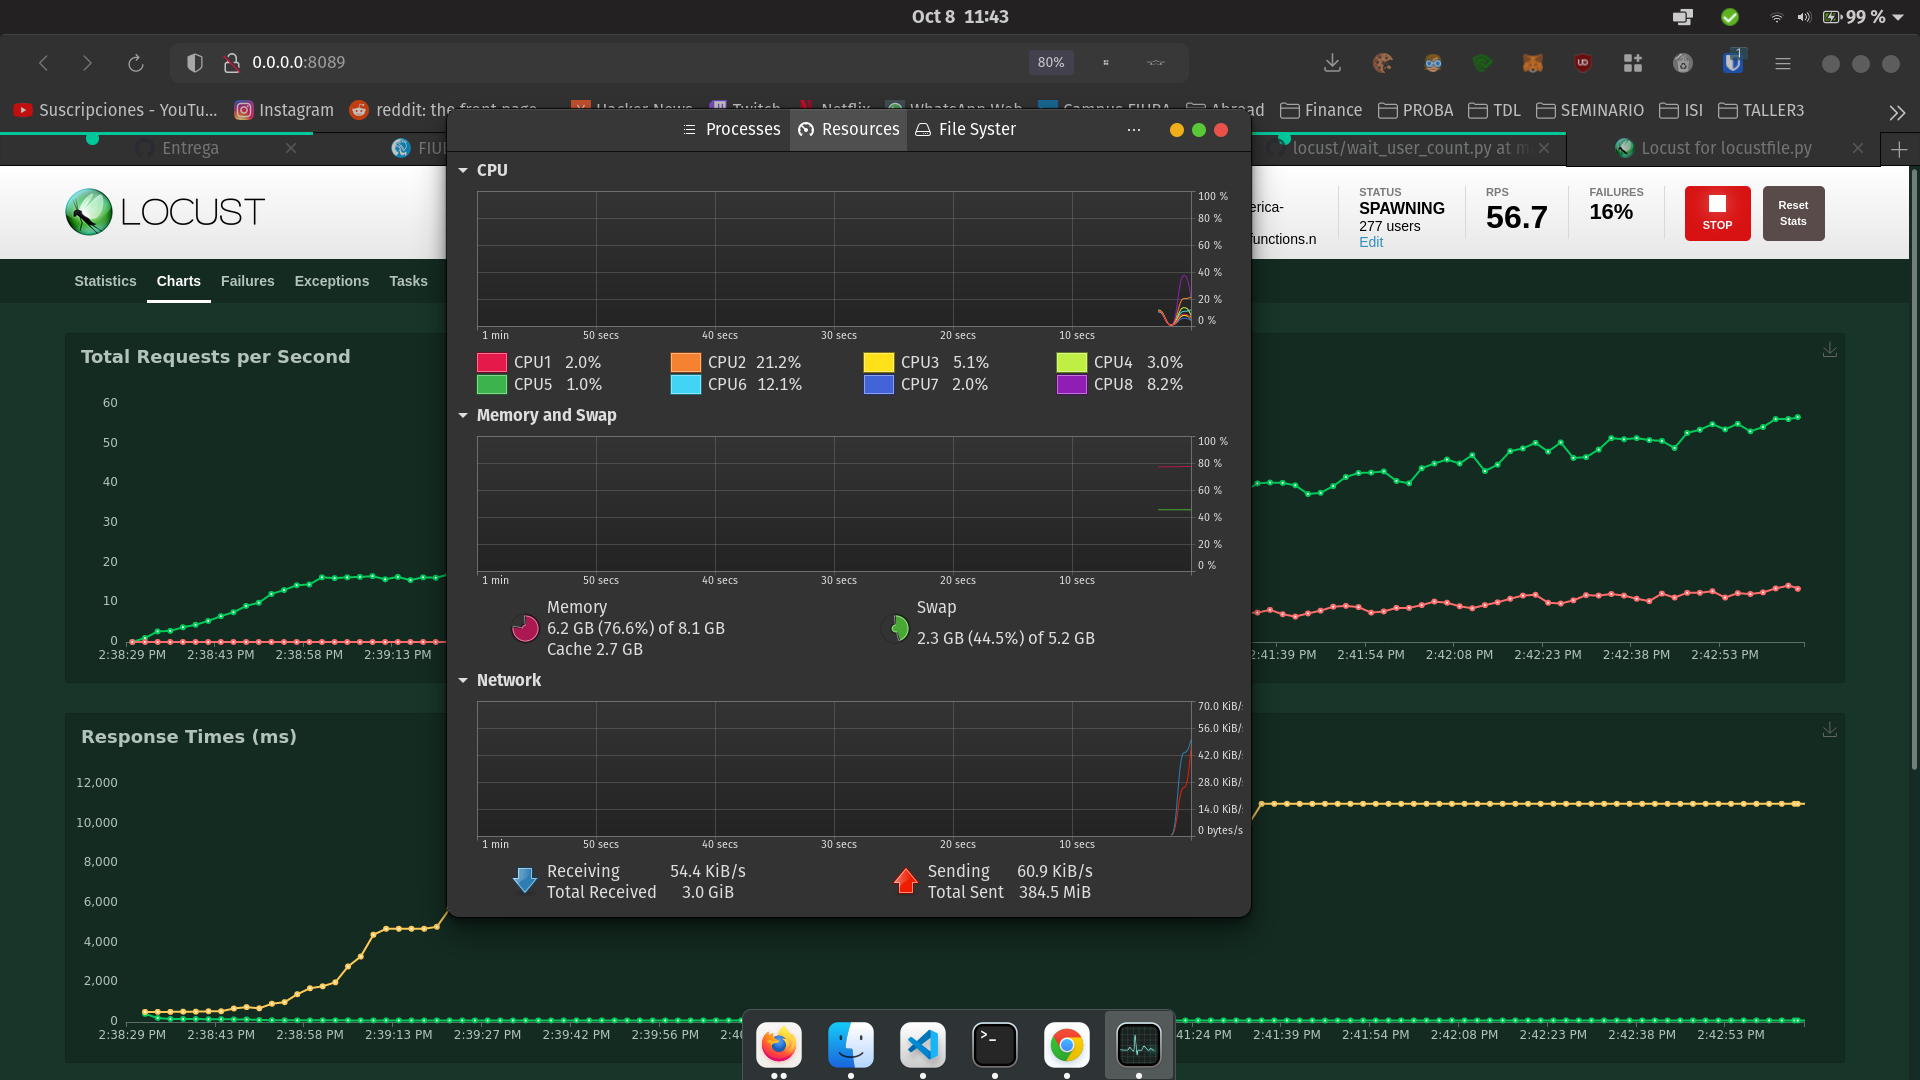 Oct 8 11:43
99 %
0.0.0.0:8089
80%
1
Suscripciones - YouTu...
Instagram
reddit: the front page
Hacker News
Twitch
Netflix
WhatsApp Web
Campus FIUBA
Abroad
Finance
PROBA
TDL
SEMINARIO
ISI
TALLER3
Entrega
FIU
locust/wait_user_count.py at m
Locust for locustfile.py
Processes
Resources
File Syster
LOCUST
erica-
functions.n
STATUS
SPAWNING
277 users
Edit
RPS
56.7
FAILURES
16%
STOP
Reset
Stats
Statistics
Charts
Failures
Exceptions
Tasks
CPU
100 %
80 %
60 %
40 %
20 %
0 %
1 min
50 secs
40 secs
30 secs
20 secs
10 secs
CPU1 2.0%
CPU2 21.2%
CPU3 5.1%
CPU4 3.0%
CPU5 1.0%
CPU6 12.1%
CPU7 2.0%
CPU8 8.2%
Memory and Swap
100 %
80 %
60 %
40 %
20 %
0 %
1 min
50 secs
40 secs
30 secs
20 secs
10 secs
Memory
6.2 GB (76.6%) of 8.1 GB
Cache 2.7 GB
Swap
2.3 GB (44.5%) of 5.2 GB
Network
70.0 KiB/
56.0 KiB/
42.0 KiB/
28.0 KiB/
14.0 KiB/
0 bytes/s
1 min
50 secs
40 secs
30 secs
20 secs
10 secs
Receiving 54.4 KiB/s
Total Received 3.0 GiB
Sending 60.9 KiB/s
Total Sent 384.5 MiB
Total Requests per Second
60
50
40
30
20
10
0
2:38:29 PM
2:38:43 PM
2:38:58 PM
2:39:13 PM
2:41:39 PM
2:41:54 PM
2:42:08 PM
2:42:23 PM
2:42:38 PM
2:42:53 PM
Response Times (ms)
12,000
10,000
8,000
6,000
4,000
2,000
0
2:38:29 PM
2:38:43 PM
2:38:58 PM
2:39:13 PM
2:39:27 PM
2:39:42 PM
2:39:56 PM
2:4
41:24 PM
2:41:39 PM
2:41:54 PM
2:42:08 PM
2:42:23 PM
2:42:38 PM
2:42:53 PM